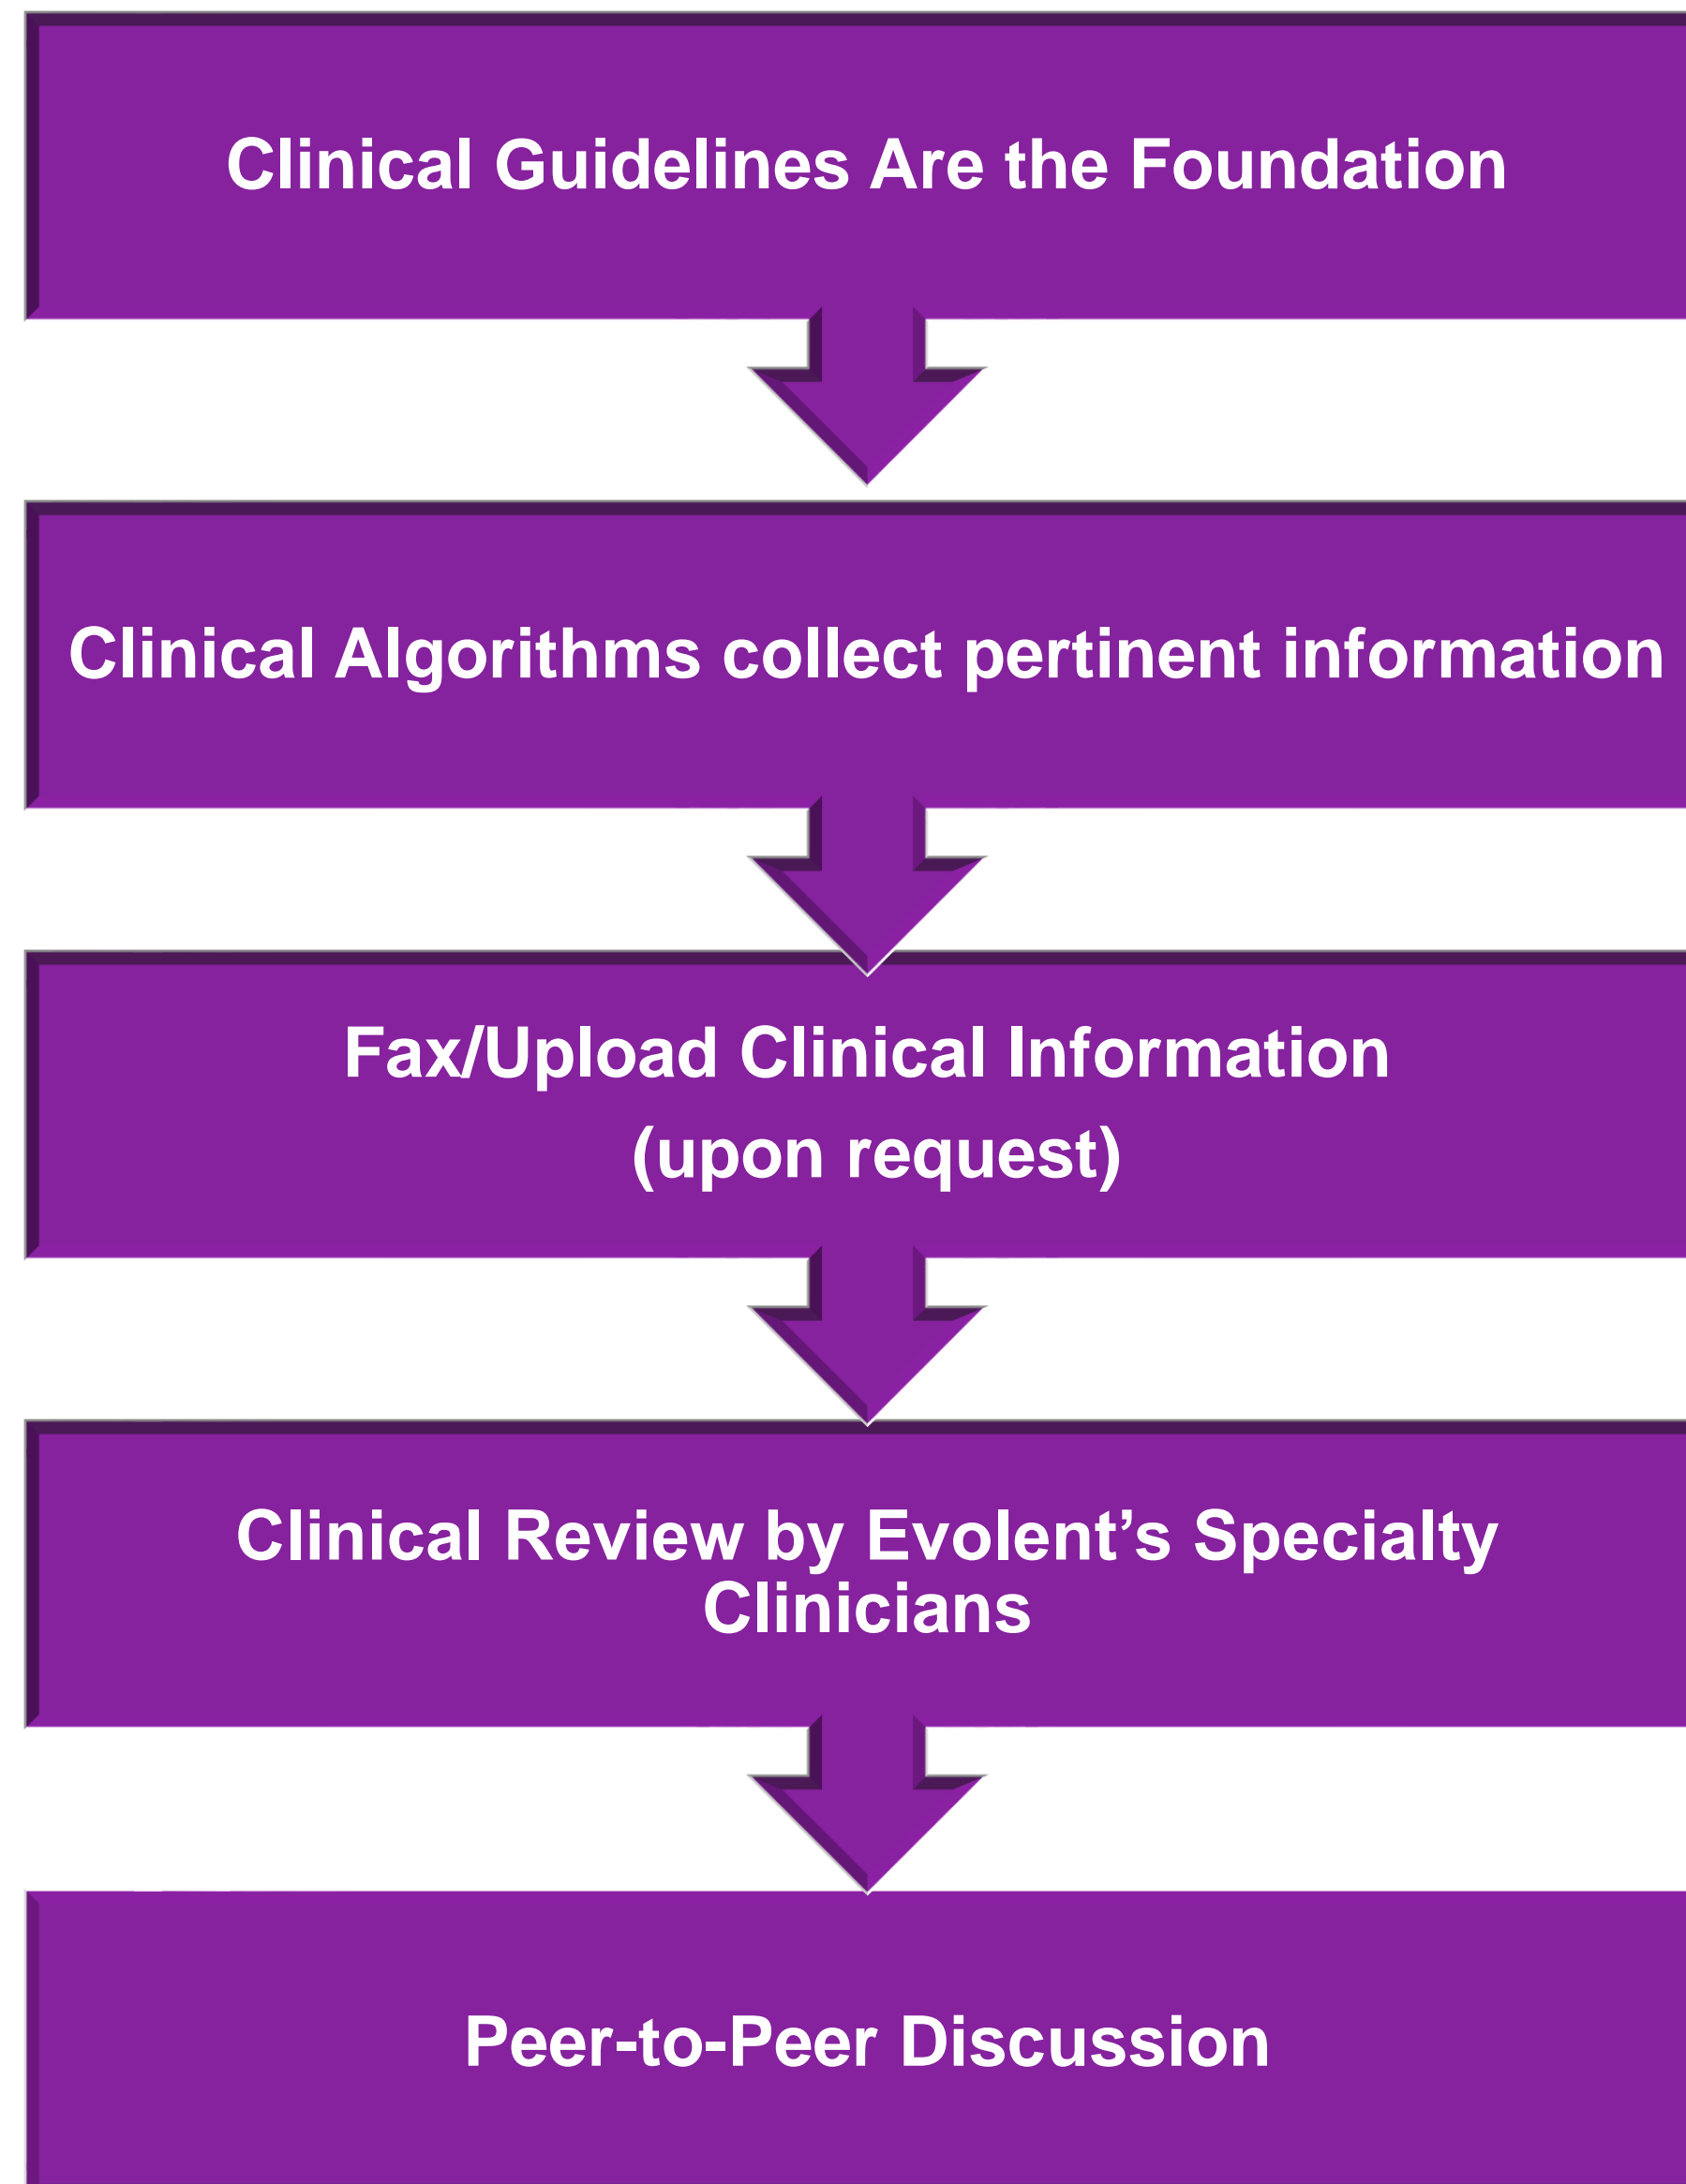 Clinical Guidelines Are the Foundation
Clinical Algorithms collect pertinent information
Fax/Upload Clinical Information
(upon request)
Clinical Review by Evolent’s Specialty
Clinicians
Peer-to-Peer Discussion